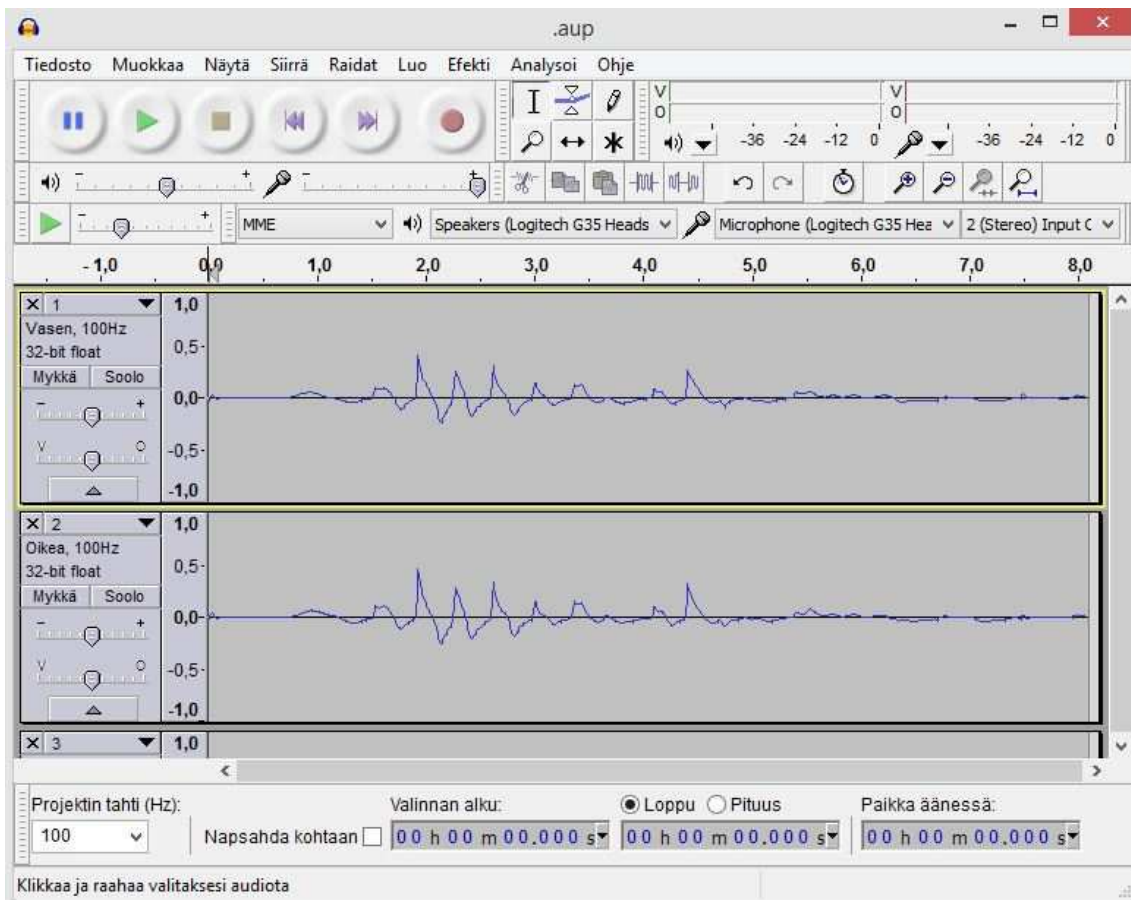 .aup
Tiedosto Muokkaa Näytä Siirrä Raidat Luo Efekti Analysoi Ohje
V
O
-36 -24 -12 0
V
O
-36 -24 -12 0
MME
Speakers (Logitech G35 Heads
Microphone (Logitech G35 Hea
2 (Stereo) Input C
-1,0 0,0 1,0 2,0 3,0 4,0 5,0 6,0 7,0 8,0
1
Vasen, 100Hz
32-bit float
Mykkä Soolo
- +
V O
1,0
0,5-
0,0-
-0,5-
-1,0
2
Oikea, 100Hz
32-bit float
Mykkä Soolo
- +
V O
1,0
0,5-
0,0-
-0,5-
-1,0
3
1,0
Projektin tahti (Hz): Valinnan alku: Loppu Pituus Paikka äänessä:
100 Napsahda kohtaan 00 h 00 m 00.000 s 00 h 00 m 00.000 s 00 h 00 m 00.000 s
Klikkaa ja raahaa valitaksesi audiota